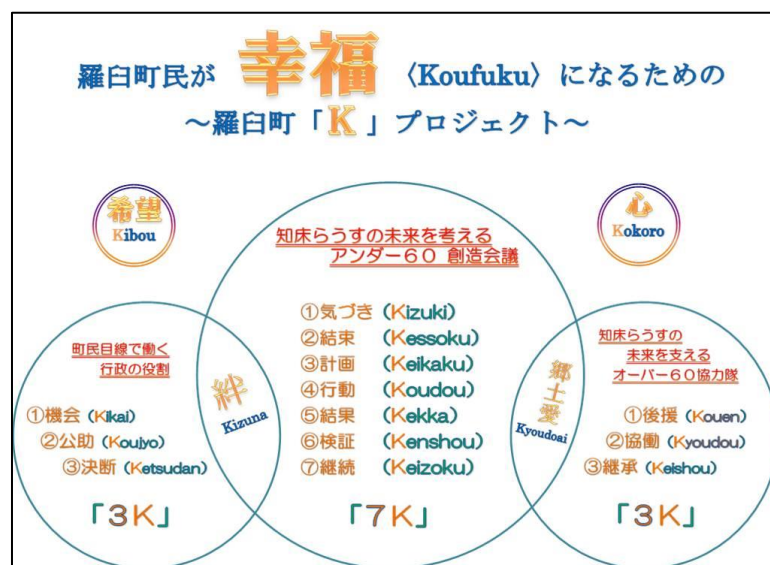 羅臼町民が 幸福 〈Koufuku〉になるための
～羅臼町「K」プロジェクト～
希望
Kibou
心
Kokoro
知床らうすの未来を考える
アンダー６０ 創造会議
①気づき (Kizuki)
②結束 (Kessoku)
③計画 (Keikaku)
④行動 (Koudou)
⑤結果 (Kekka)
⑥検証 (Kenshou)
⑦継続 (Keizoku)
「７K」
町民目線で働く
行政の役割
①機会 (Kikai)
②公助 (Koujyo)
③決断 (Ketsudan)
「３K」
絆
Kizuna
郷土愛
Kyoudoai
知床らうすの
未来を支える
オーバー６０協力隊
①後援 (Kouen)
②協働 (Kyoudou)
③継承 (Keishou)
「３K」